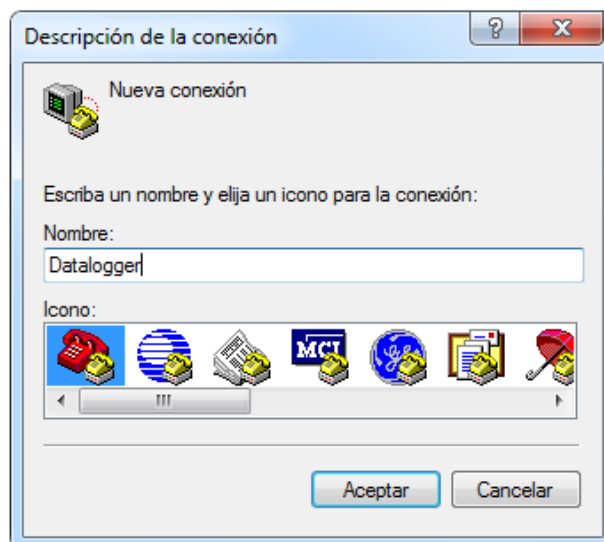 Descripción de la conexión
Nueva conexión
Escriba un nombre y elija un icono para la conexión:
Nombre:
Datalogger
Icono:
MCI
Aceptar
Cancelar